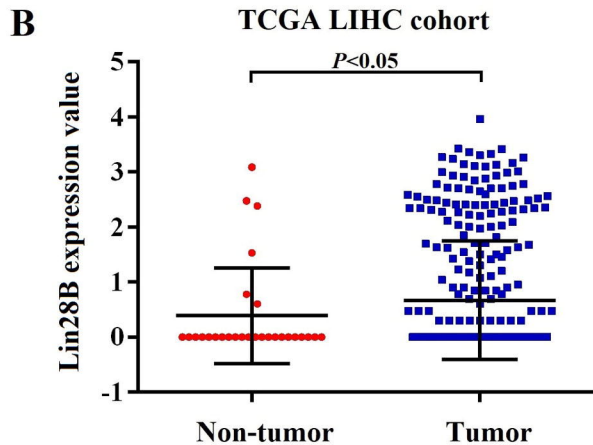 B
TCGA LIHC cohort
P<0.05
Lin28B expression value
5
4
3
2
1
0
-1
Non-tumor
Tumor